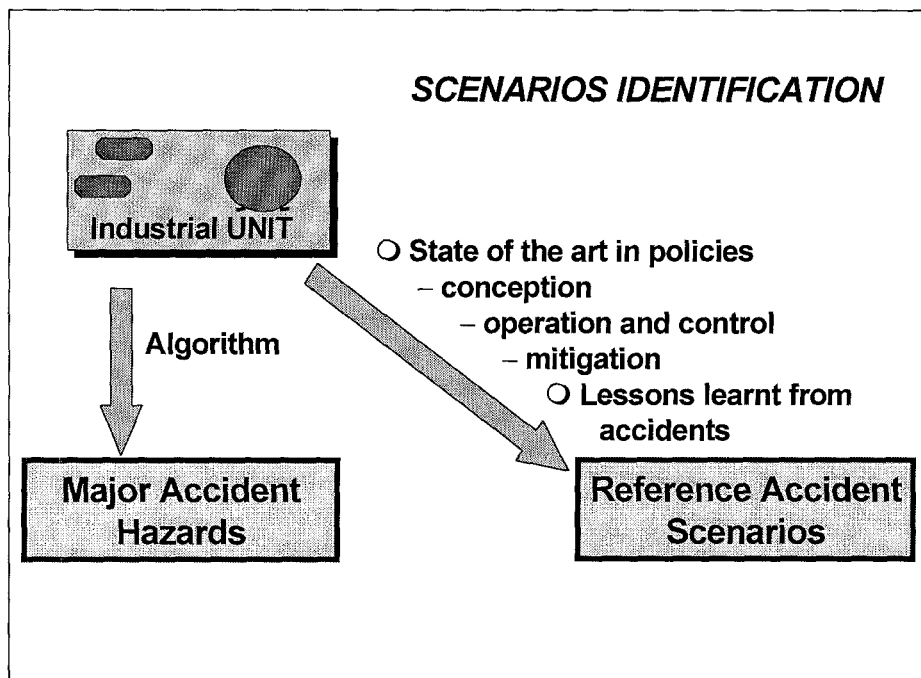 SCENARIOS IDENTIFICATION
Industrial UNIT
❍ State of the art in policies
– conception
– operation and control
– mitigation
❍ Lessons learnt from
accidents
Algorithm
Major Accident
Hazards
Reference Accident
Scenarios